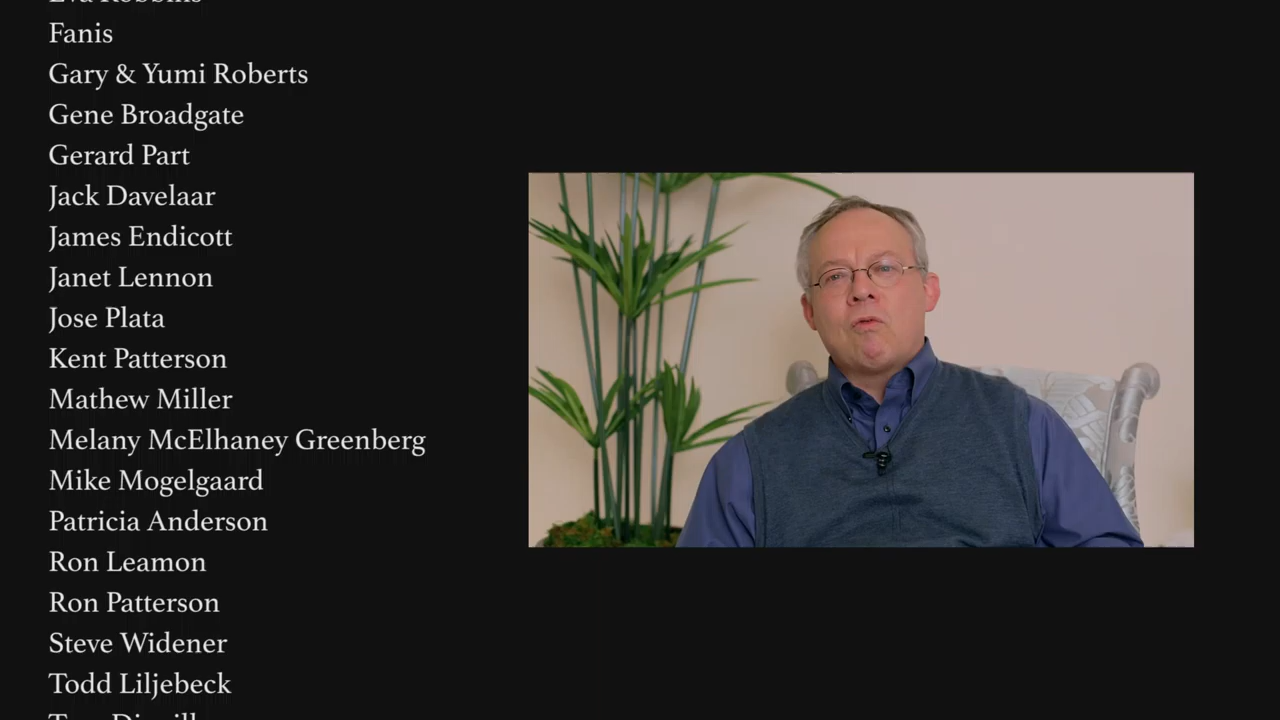 Fanis
Gary & Yumi Roberts
Gene Broadgate
Gerard Part
Jack Davelaar
James Endicott
Janet Lennon
Jose Plata
Kent Patterson
Mathew Miller
Melany McElhaney Greenberg
Mike Mogelgaard
Patricia Anderson
Ron Leamon
Ron Patterson
Steve Widener
Todd Liljebeck